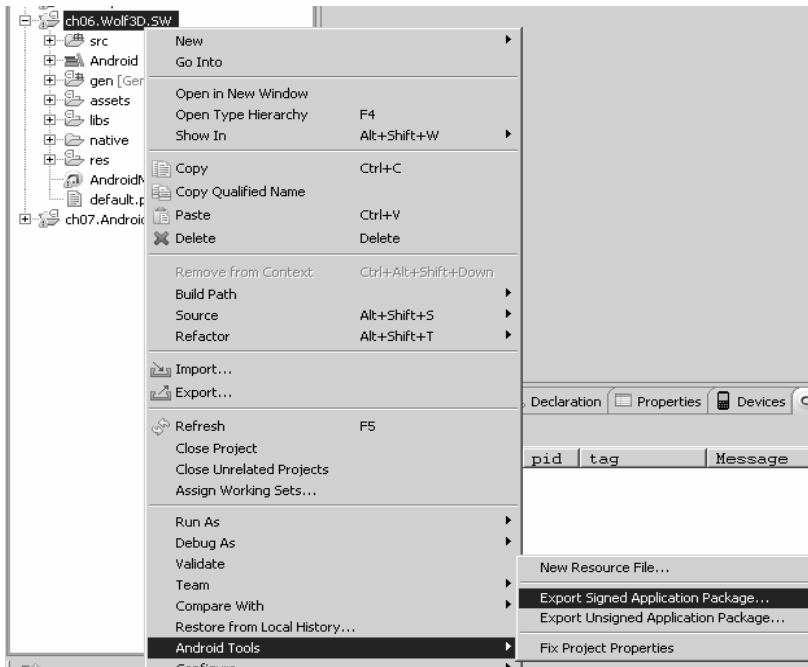 ch06.Wolf3D.SW
src
Android
gen [Ger
assets
libs
native
res
AndroidM
default.p
ch07.Android
New
Go Into
Open in New Window
Open Type Hierarchy F4
Show In Alt+Shift+W
Copy Ctrl+C
Copy Qualified Name
Paste Ctrl+V
Delete Delete
Remove from Context Ctrl+Alt+Shift+Down
Build Path
Source Alt+Shift+S
Refactor Alt+Shift+T
Import...
Export...
Refresh F5
Close Project
Close Unrelated Projects
Assign Working Sets...
Run As
Debug As
Validate
Team
Compare With
Restore from Local History...
Android Tools
Declaration Properties Devices
pid tag Message
New Resource File...
Export Signed Application Package...
Export Unsigned Application Package...
Fix Project Properties